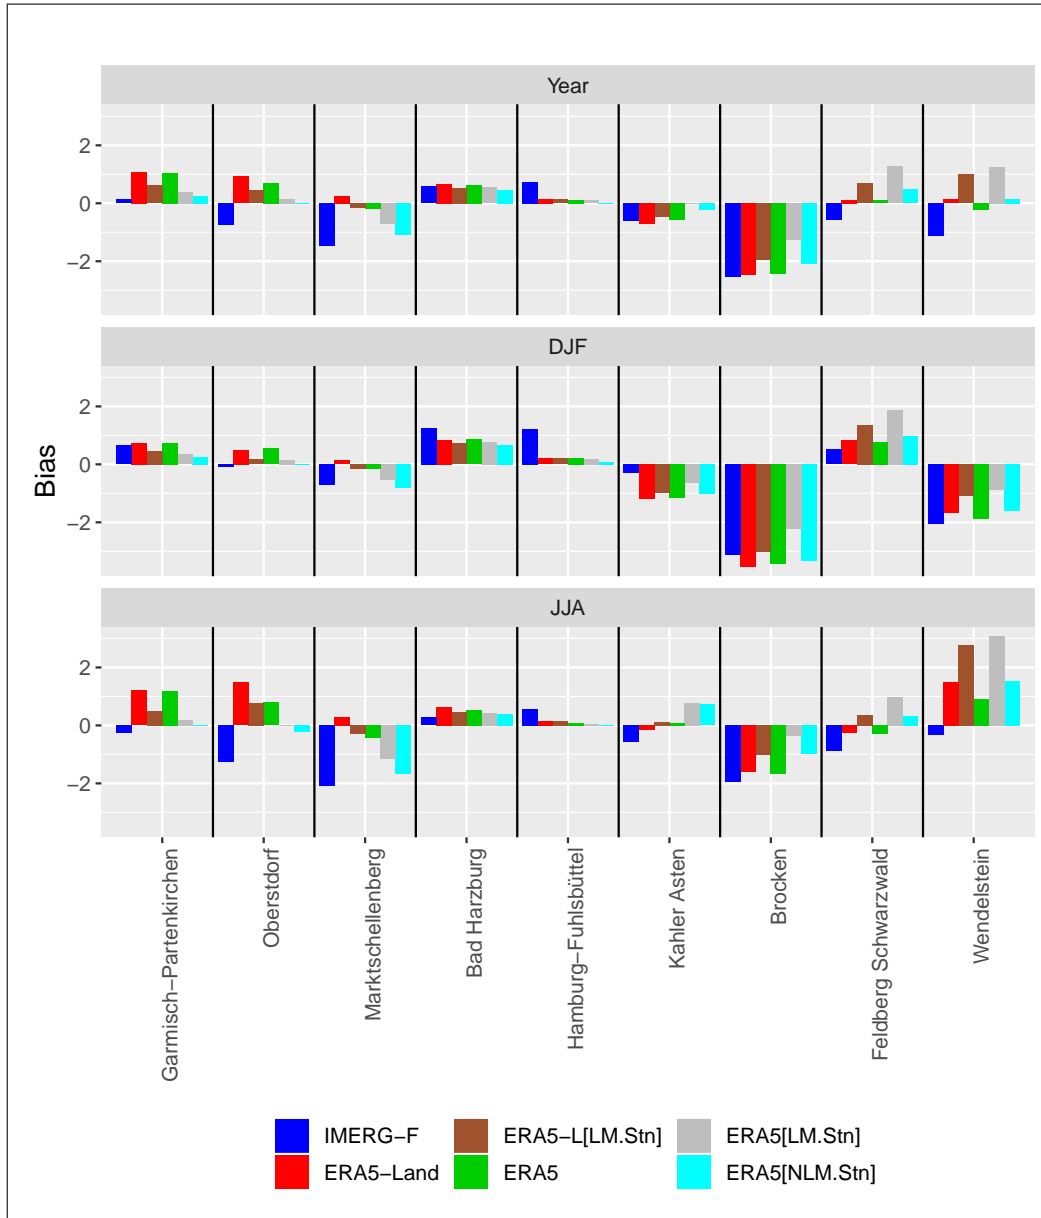 Year
2
0
−2
DJF
2
0
−2
JJA
2
0
−2
Bias
Garmisch−Partenkirchen
Oberstdorf
Marktschellenberg
Bad Harzburg
Hamburg−Fuhlsbüttel
Kahler Asten
Brocken
Feldberg Schwarzwald
Wendelstein
IMERG−F
ERA5−Land
ERA5−L[LM.Stn]
ERA5
ERA5[LM.Stn]
ERA5[NLM.Stn]